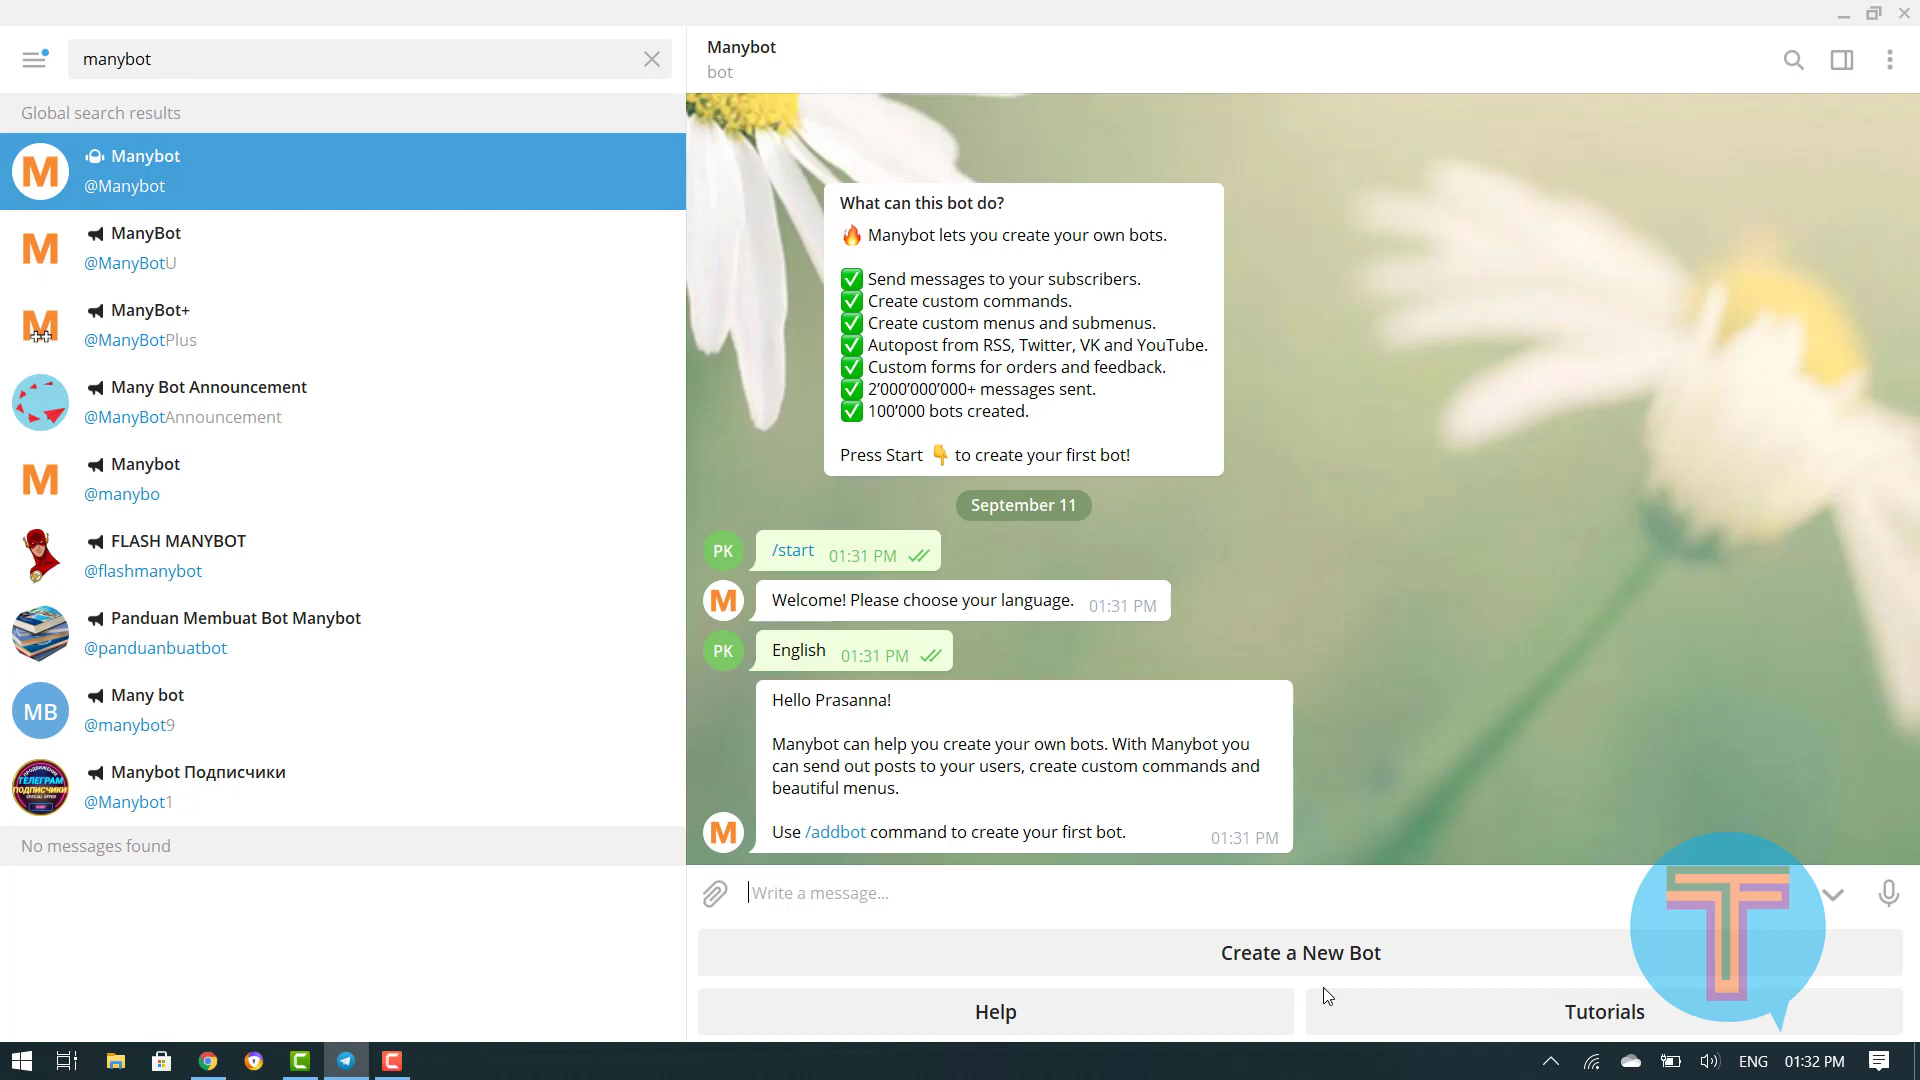 manybot
Global search results
Manybot
@Manybot
ManyBot
@ManyBotU
ManyBot+
@ManyBotPlus
Many Bot Announcement
@ManyBotAnnouncement
Manybot
@manybo
FLASH MANYBOT
@flashmanybot
Panduan Membuat Bot Manybot
@panduanbuatbot
MB
Many bot
@manybot9
ТЕЛЕГРАМ
ПОДПИСЧИКИ
Manybot Подписчики
@Manybot1
No messages found
Manybot
bot
What can this bot do?
🔥 Manybot lets you create your own bots.
✅ Send messages to your subscribers.
✅ Create custom commands.
✅ Create custom menus and submenus.
✅ Autopost from RSS, Twitter, VK and YouTube.
✅ Custom forms for orders and feedback.
✅ 2’000’000’000+ messages sent.
✅ 100’000 bots created.
Press Start 👇 to create your first bot!
September 11
PK /start 01:31 PM
M Welcome! Please choose your language. 01:31 PM
PK English 01:31 PM
Hello Prasanna!
Manybot can help you create your own bots. With Manybot you
can send out posts to your users, create custom commands and
beautiful menus.
M Use /addbot command to create your first bot. 01:31 PM
Write a message...
Create a New Bot
Help
Tutorials
T
ENG 01:32 PM